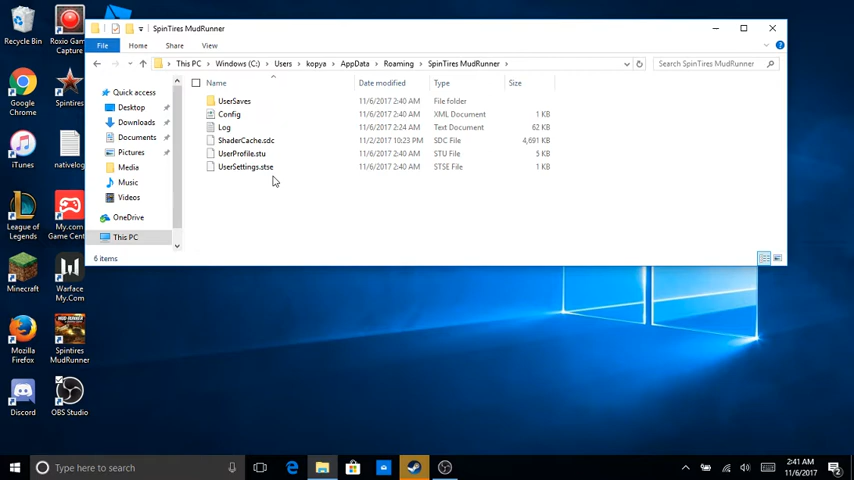 SpinTires MudRunner
File Home Share View
This PC > Windows (C:) > Users > kopya > AppData > Roaming > SpinTires MudRunner >
Search SpinTires MudRunner
Name Date modified Type Size
Quick access
Desktop
Downloads
Documents
Pictures
Media
Music
Videos
OneDrive
This PC
UserSaves 11/6/2017 2:40 AM File folder
Config 11/6/2017 2:40 AM XML Document 1 KB
Log 11/6/2017 2:24 AM Text Document 62 KB
ShaderCache.sdc 11/2/2017 10:23 PM SDC File 4,691 KB
UserProfile.stu 11/6/2017 2:40 AM STU File 5 KB
UserSettings.stse 11/6/2017 2:40 AM STSE File 1 KB
6 items
Recycle Bin
Roxio Game Capture
Google Chrome
Spintires
iTunes
nativelog
League of Legends
My.com Game Cent
Minecraft
Warface My.Com
Mozilla Firefox
Spintires MudRunner
Discord
OBS Studio
Type here to search
2:41 AM
11/6/2017
2